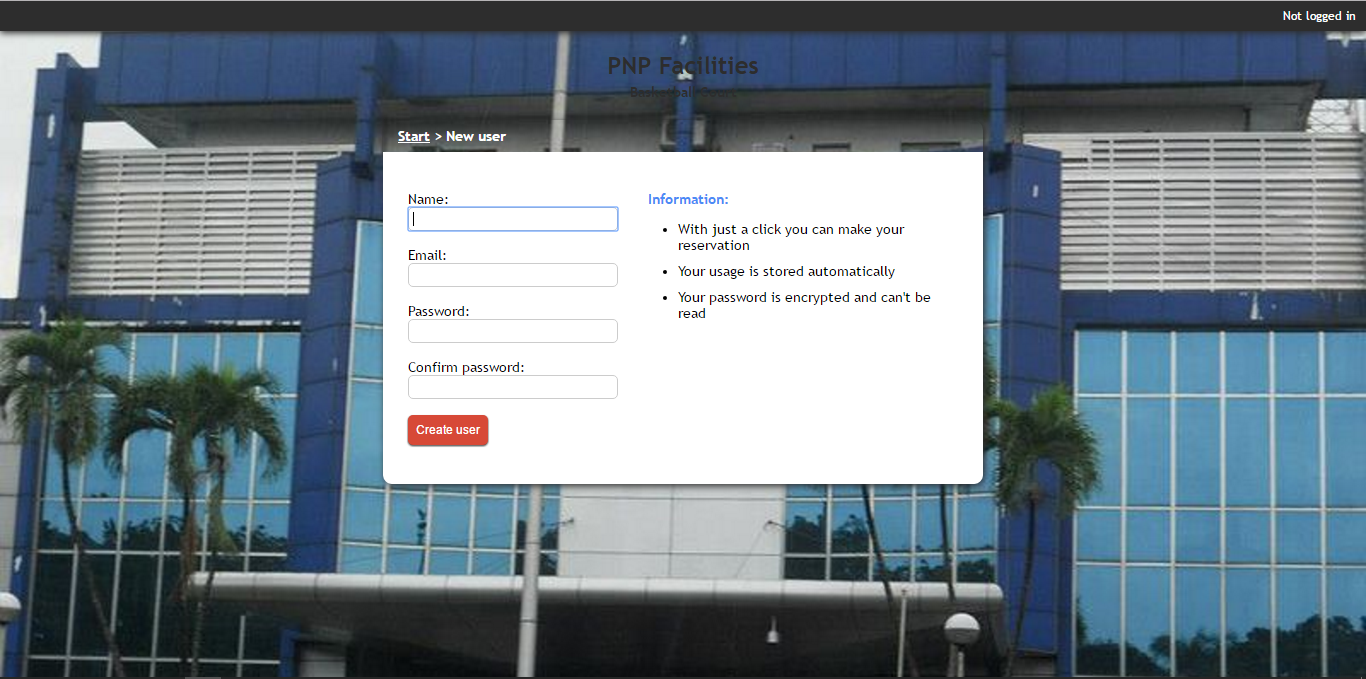 Not logged in
PNP Facilities
Start > New user
Name:
Information:
With just a click you can make your
reservation
Email:
Your usage is stored automatically
Your password is encrypted and can't be
read
Password:
Confirm password:
Create user